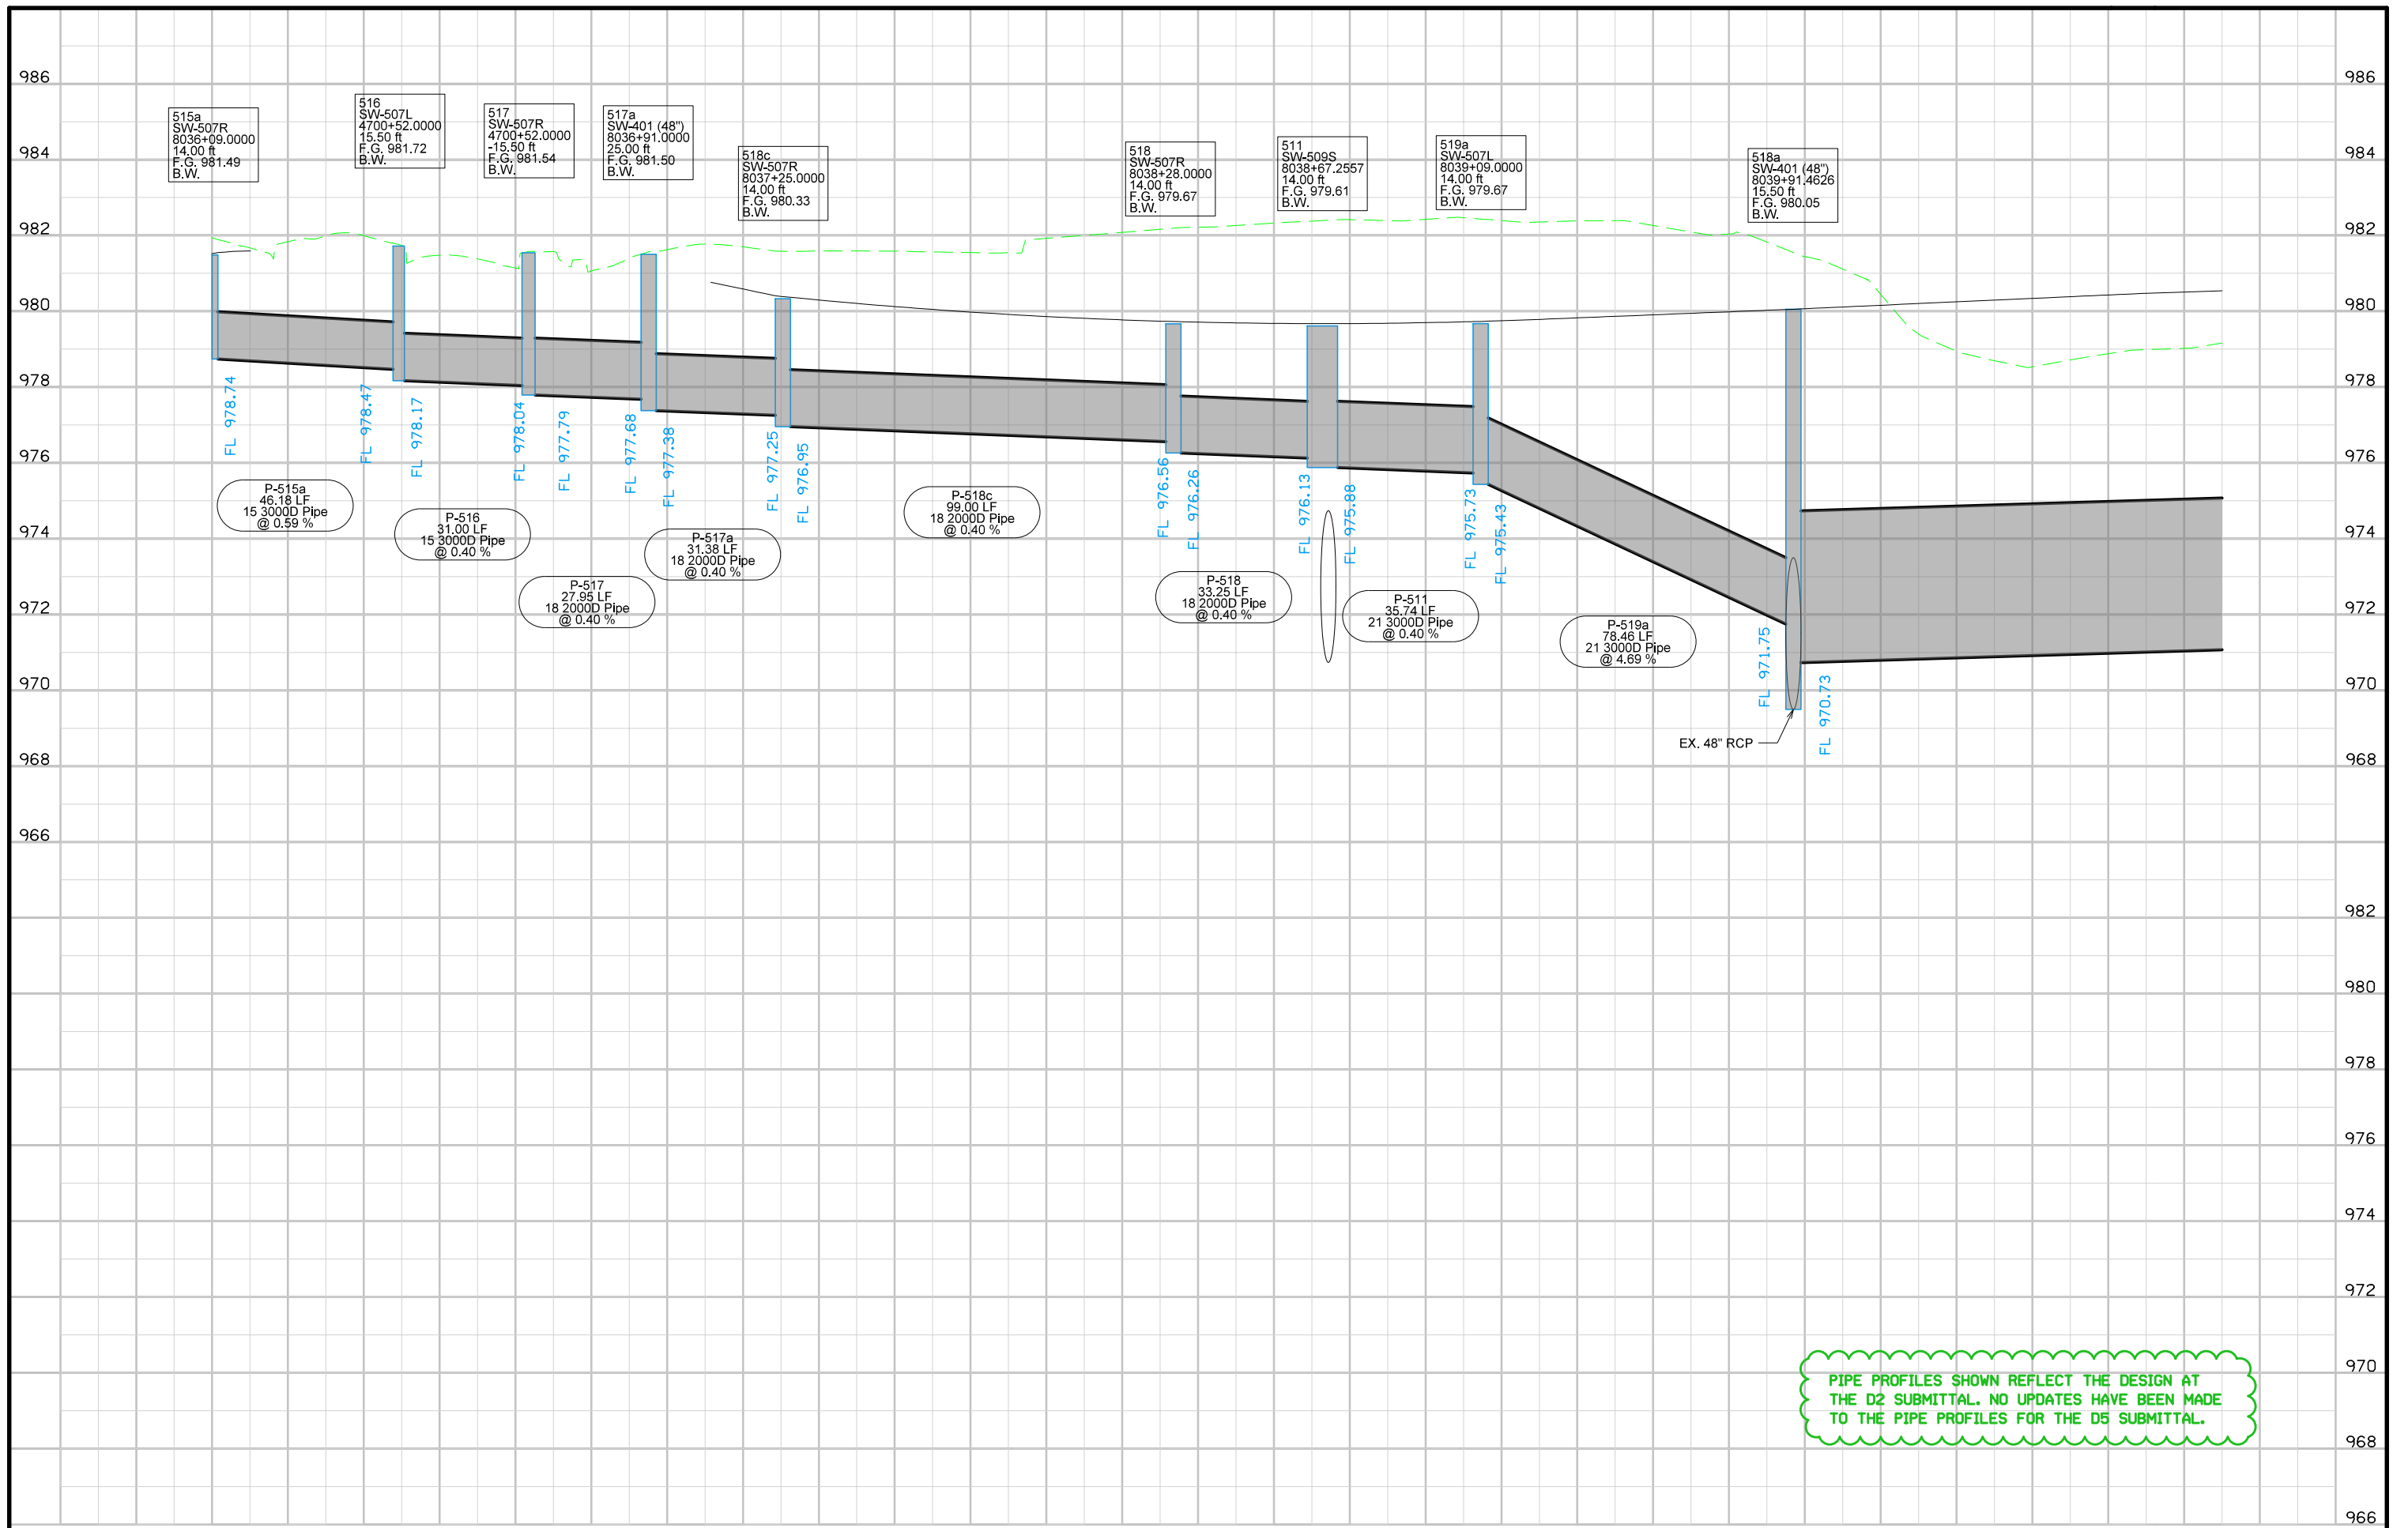 986
986
984
984
982
982
980
980
978
978
976
976
974
974
972
972
970
970
968
968
966
982
982
980
980
978
978
976
976
974
974
972
972
970
970
968
968
966
515a
SW-507R
8036+09.0000
14.00 ft
F.G. 981.49
B.W.
516
SW-507L
4700+52.0000
15.50 ft
F.G. 981.72
B.W.
517
SW-507R
4700+52.0000
-15.50 ft
F.G. 981.54
B.W.
517a
SW-401 (48")
8036+91.0000
25.00 ft
F.G. 981.50
B.W.
518c
SW-507R
8037+25.0000
14.00 ft
F.G. 980.33
B.W.
518
SW-507R
8038+28.0000
14.00 ft
F.G. 979.67
B.W.
511
SW-509S
8038+67.2557
14.00 ft
F.G. 979.61
B.W.
519a
SW-507L
8039+09.0000
14.00 ft
F.G. 979.67
B.W.
518a
SW-401 (48")
8039+91.4626
15.50 ft
F.G. 980.05
B.W.
FL 978.74
FL 978.47
FL 978.17
FL 978.04
FL 977.79
FL 977.68
FL 977.38
FL 977.25
FL 976.95
FL 976.56
FL 976.26
FL 976.13
FL 975.88
FL 975.73
FL 975.43
FL 971.75
FL 970.73
P-515a
46.18 LF
15 3000D Pipe
@ 0.59 %
P-516
31.00 LF
15 3000D Pipe
@ 0.40 %
P-517
27.95 LF
18 2000D Pipe
@ 0.40 %
P-517a
31.38 LF
18 2000D Pipe
@ 0.40 %
P-518c
99.00 LF
18 2000D Pipe
@ 0.40 %
P-518
33.25 LF
18 2000D Pipe
@ 0.40 %
P-511
35.74 LF
21 3000D Pipe
@ 0.40 %
P-519a
78.46 LF
21 3000D Pipe
@ 4.69 %
EX. 48" RCP
PIPE PROFILES SHOWN REFLECT THE DESIGN AT
THE D2 SUBMITTAL. NO UPDATES HAVE BEEN MADE
TO THE PIPE PROFILES FOR THE D5 SUBMITTAL.